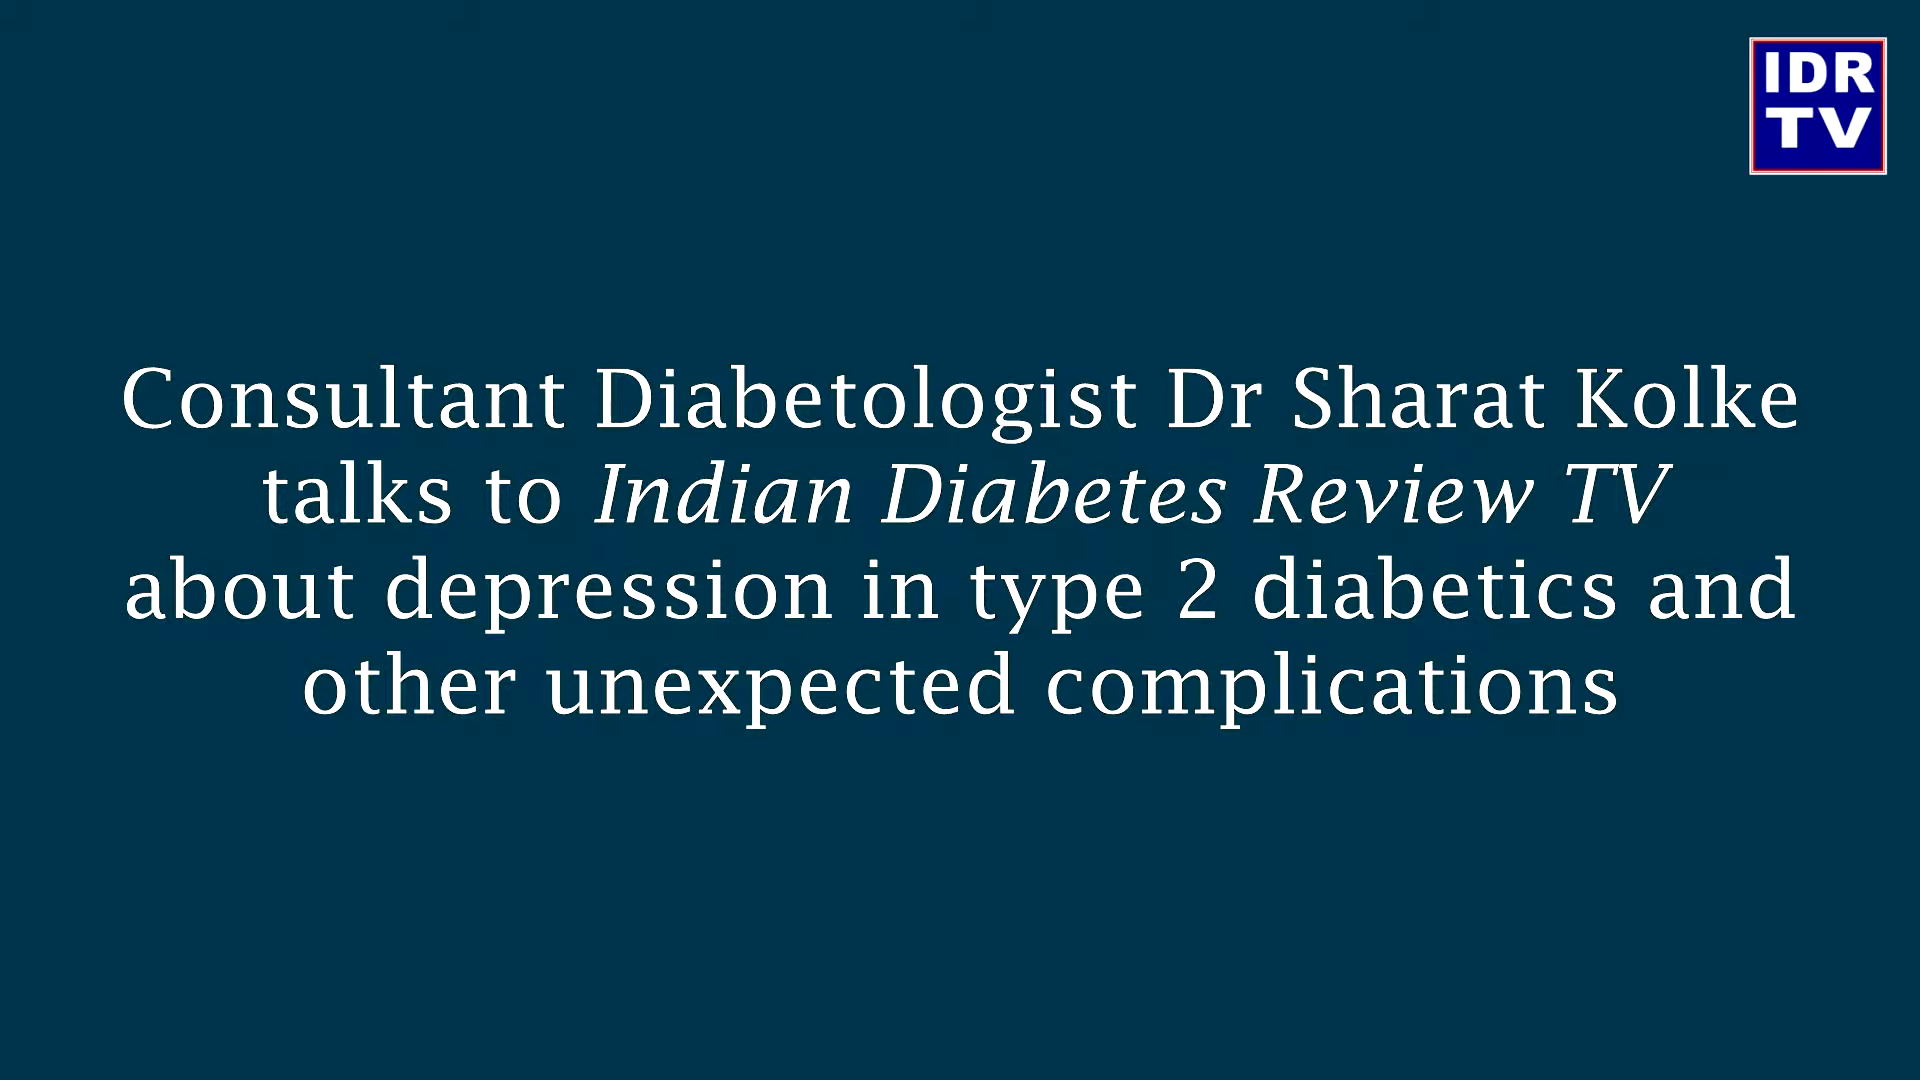 IDR
TV
Consultant Diabetologist Dr Sharat Kolke
talks to Indian Diabetes Review TV
about depression in type 2 diabetics and
other unexpected complications